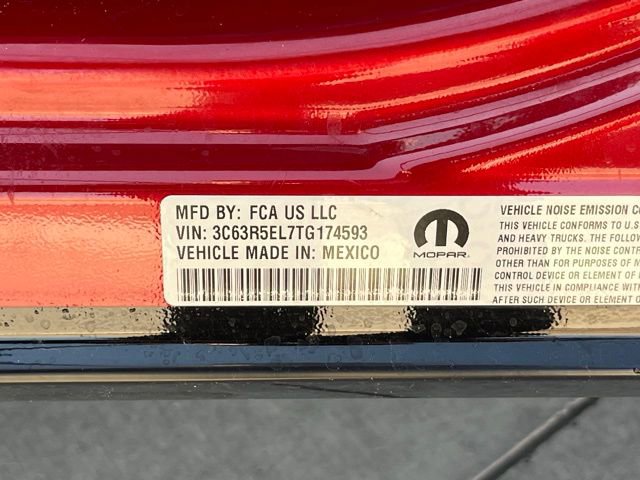 MFD BY: FCA US LLC
VIN: 3C63R5EL7TG174593
VEHICLE MADE IN: MEXICO
MOPAR
VEHICLE NOISE EMISSION
THIS VEHICLE CONFORMS TO U.S
AND HEAVY TRUCKS. THE FOLLOW
PROHIBITED BY THE NOISE CONTR
OTHER THAN FOR PURPOSES OF M
CONTROL DEVICE OR ELEMENT OF
THIS VEHICLE IN COMPLIANCE WITH
AFTER SUCH DEVICE OR ELEMENT O